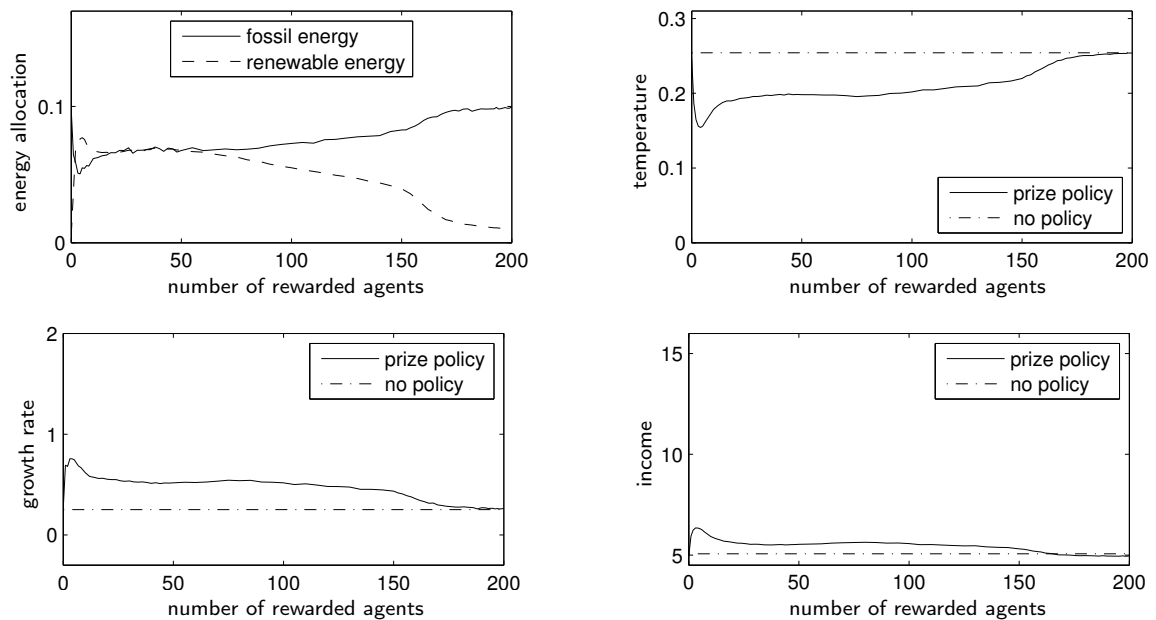 fossil energy
renewable energy
0.1
0
energy allocation
0 50 100 150 200
number of rewarded agents
0.3
0.2
0.1
0
temperature
prize policy
no policy
0 50 100 150 200
number of rewarded agents
2
1
0
growth rate
prize policy
no policy
0 50 100 150 200
number of rewarded agents
15
10
5
income
prize policy
no policy
0 50 100 150 200
number of rewarded agents